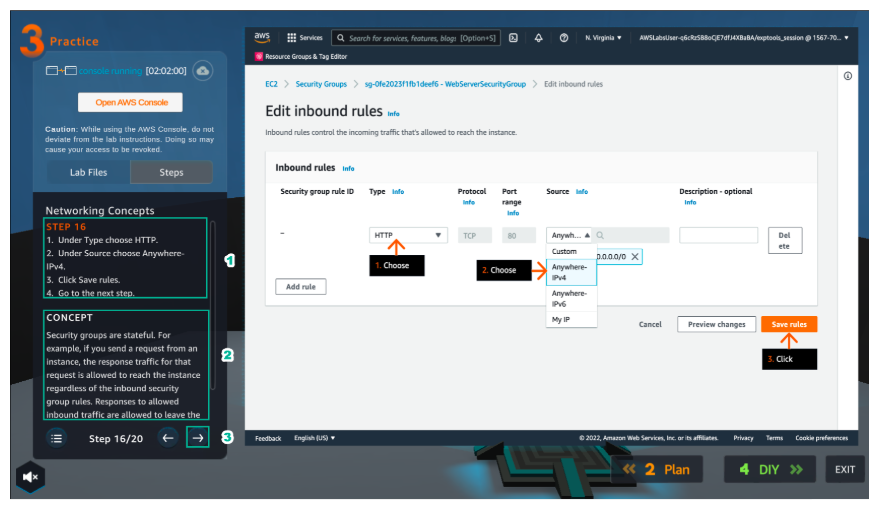 3 Practice
console running [02:02:00]
Open AWS Console
Caution: While using the
AWS Console, do not
deviate from the lab instructions. Doing so may
cause your access to be revoked.
Lab Files
Steps
Networking Concepts
STEP 16
1. Under Type choose HTTP.
2. Under Source choose Anywhere-
IPv4.
3. Click Save rules.
4. Go to the next step.
1
CONCEPT
Security groups are stateful. For
example, if you send a request from an
instance, the response traffic for that
request is allowed to reach the instance
regardless of the inbound security
group rules. Responses to allowed
inbound traffic are allowed to leave the
2
Step 16/20
3
aws
Services
Search for services, features, blogs
[Option+S]
N. Virginia
Resource Groups & Tag Editor
EC2 > Security Groups > sg-0fe2023f1fb1deef6 - WebServerSecurityGroup > Edit inbound rules
Edit inbound rules Info
Inbound rules control the incoming traffic that's allowed to reach the instance.
Inbound rules Info
Security group rule ID
Type Info
Protocol
Info
Port
range
Info
Source Info
Description - optional
Info
–
HTTP
TCP
80
Anywh...
Del
ete
Custom
0.0.0.0/0
Anywhere-
IPv4
Anywhere-
IPv6
My IP
1. Choose
2. Choose
Add rule
Cancel
Preview changes
Save rules
3. Click
Feedback
English (US)
© 2022, Amazon Web Services, Inc. or its affiliates.
Privacy
Terms
Cookie preferences
<< 2 Plan
4 DIY >>
EXIT